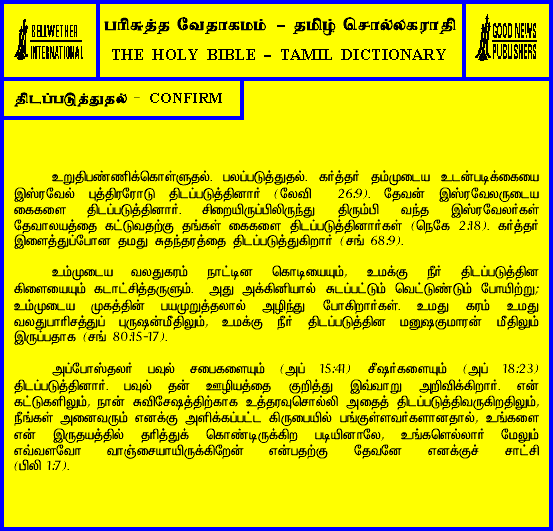 BELLWETHER
INTERNATIONAL
பரிசுத்த வேதாகமம் – தமிழ் சொல்லகராதி
THE HOLY BIBLE – TAMIL DICTIONARY
GOOD NEWS
PUBLISHERS
திடப்படுத்துதல் – CONFIRM
உறுதிபண்ணிக்கொள்ளுதல். பலப்படுத்துதல். கர்த்தர் தம்முடைய உடன்படிக்கையை
இஸ்ரவேல் புத்திரரோடு திடப்படுத்தினார் (லேவி 26:9). தேவன் இஸ்ரவேலருடைய
கைகளை திடப்படுத்தினார். சிறையிருப்பிலிருந்து திரும்பி வந்த இஸ்ரவேலர்கள்
தேவாலயத்தை கட்டுவதற்கு தங்கள் கைகளை திடப்படுத்தினார்கள் (நெகே 2:18). கர்த்தர்
இளைத்துப்போன தமது சுதந்தரத்தை திடப்படுத்துகிறார் (சங் 68:9).
உம்முடைய வலதுகரம் நாட்டின கொடியையும், உமக்கு நீர் திடப்படுத்தின
கிளையையும் கடாட்சித்தருளும். அது அக்கினியால் சுடப்பட்டும் வெட்டுண்டும் போயிற்று;
உம்முடைய முகத்தின் பயமுறுத்தலால் அழிந்து போகிறார்கள். உமது கரம் உமது
வலதுபாரிசத்துப் புருஷன்மீதிலும், உமக்கு நீர் திடப்படுத்தின மனுஷகுமாரன் மீதிலும்
இருப்பதாக (சங் 80:15-17).
அப்போஸ்தலர் பவுல் சபைகளையும் (அப் 15:41) சீஷர்களையும் (அப் 18:23)
திடப்படுத்தினார். பவுல் தன் ஊழியத்தை குறித்து இவ்வாறு அறிவிக்கிறார். என்
கட்டுகளிலும், நான் சுவிசேஷத்திற்காக உத்தரவுசொல்லி அதைத் திடப்படுத்திவருகிறதிலும்,
நீங்கள் அனைவரும் எனக்கு அளிக்கப்பட்ட கிருபையில் பங்குள்ளவர்களானதால், உங்களை
என் இருதயத்தில் தரித்துக் கொண்டிருக்கிற படியினாலே, உங்களெல்லார் மேலும்
எவ்வளவோ வாஞ்சையாயிருக்கிறேன் என்பதற்கு தேவனே எனக்குச் சாட்சி
(பிலி 1:7).